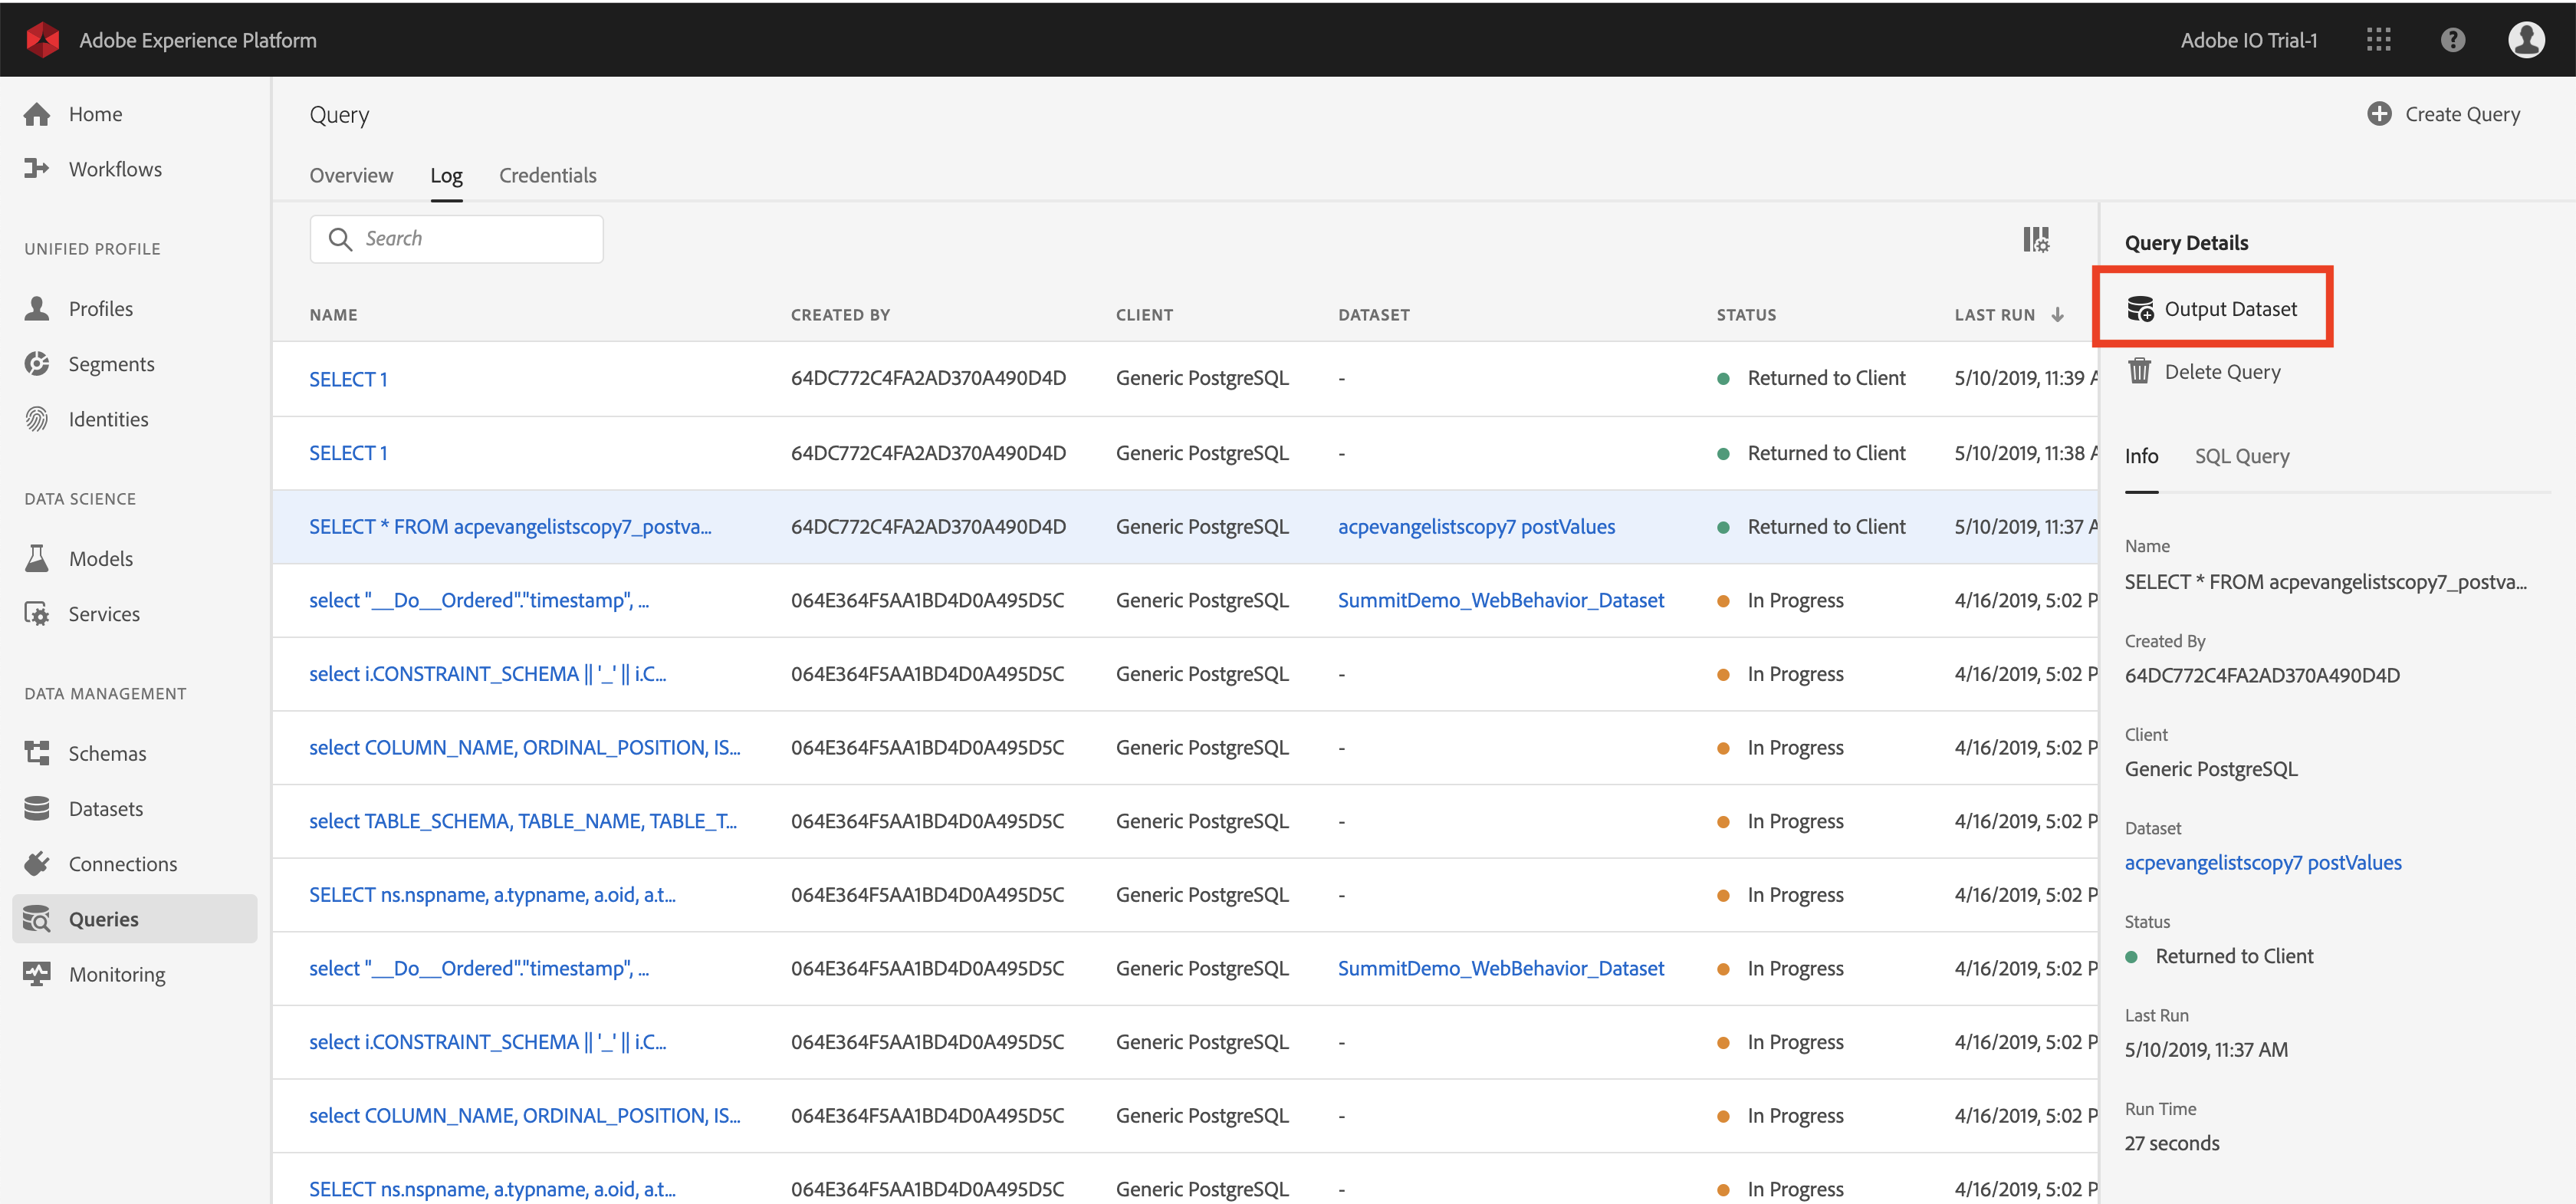 Adobe Experience Platform
Adobe IO Trial-1
Home
Workflows
UNIFIED PROFILE
Profiles
Segments
Identities
DATA SCIENCE
Models
Services
DATA MANAGEMENT
Schemas
Datasets
Connections
Queries
Monitoring
Query
Create Query
Overview Log Credentials
Search
NAME CREATED BY CLIENT DATASET STATUS LAST RUN
SELECT 1 64DC772C4FA2AD370A490D4D Generic PostgreSQL - Returned to Client 5/10/2019, 11:39 A
SELECT 1 64DC772C4FA2AD370A490D4D Generic PostgreSQL - Returned to Client 5/10/2019, 11:38 A
SELECT * FROM acpevangelistscopy7_postva... 64DC772C4FA2AD370A490D4D Generic PostgreSQL acpevangelistscopy7 postValues Returned to Client 5/10/2019, 11:37 A
select "__Do__Ordered"."timestamp", ... 064E364F5AA1BD4D0A495D5C Generic PostgreSQL SummitDemo_WebBehavior_Dataset In Progress 4/16/2019, 5:02 P
select i.CONSTRAINT_SCHEMA || '_' || i.C... 064E364F5AA1BD4D0A495D5C Generic PostgreSQL - In Progress 4/16/2019, 5:02 P
select COLUMN_NAME, ORDINAL_POSITION, IS... 064E364F5AA1BD4D0A495D5C Generic PostgreSQL - In Progress 4/16/2019, 5:02 P
select TABLE_SCHEMA, TABLE_NAME, TABLE_T... 064E364F5AA1BD4D0A495D5C Generic PostgreSQL - In Progress 4/16/2019, 5:02 P
SELECT ns.nspname, a.typname, a.oid, a.t... 064E364F5AA1BD4D0A495D5C Generic PostgreSQL - In Progress 4/16/2019, 5:02 P
select "__Do__Ordered"."timestamp", ... 064E364F5AA1BD4D0A495D5C Generic PostgreSQL SummitDemo_WebBehavior_Dataset In Progress 4/16/2019, 5:02 P
select i.CONSTRAINT_SCHEMA || '_' || i.C... 064E364F5AA1BD4D0A495D5C Generic PostgreSQL - In Progress 4/16/2019, 5:02 P
select COLUMN_NAME, ORDINAL_POSITION, IS... 064E364F5AA1BD4D0A495D5C Generic PostgreSQL - In Progress 4/16/2019, 5:02 P
SELECT ns.nspname, a.typname, a.oid, a.t... 064E364F5AA1BD4D0A495D5C Generic PostgreSQL - In Progress 4/16/2019, 5:02 P
Query Details
Output Dataset
Delete Query
Info SQL Query
Name
SELECT * FROM acpevangelistscopy7_postva...
Created By
64DC772C4FA2AD370A490D4D
Client
Generic PostgreSQL
Dataset
acpevangelistscopy7 postValues
Status
Returned to Client
Last Run
5/10/2019, 11:37 AM
Run Time
27 seconds